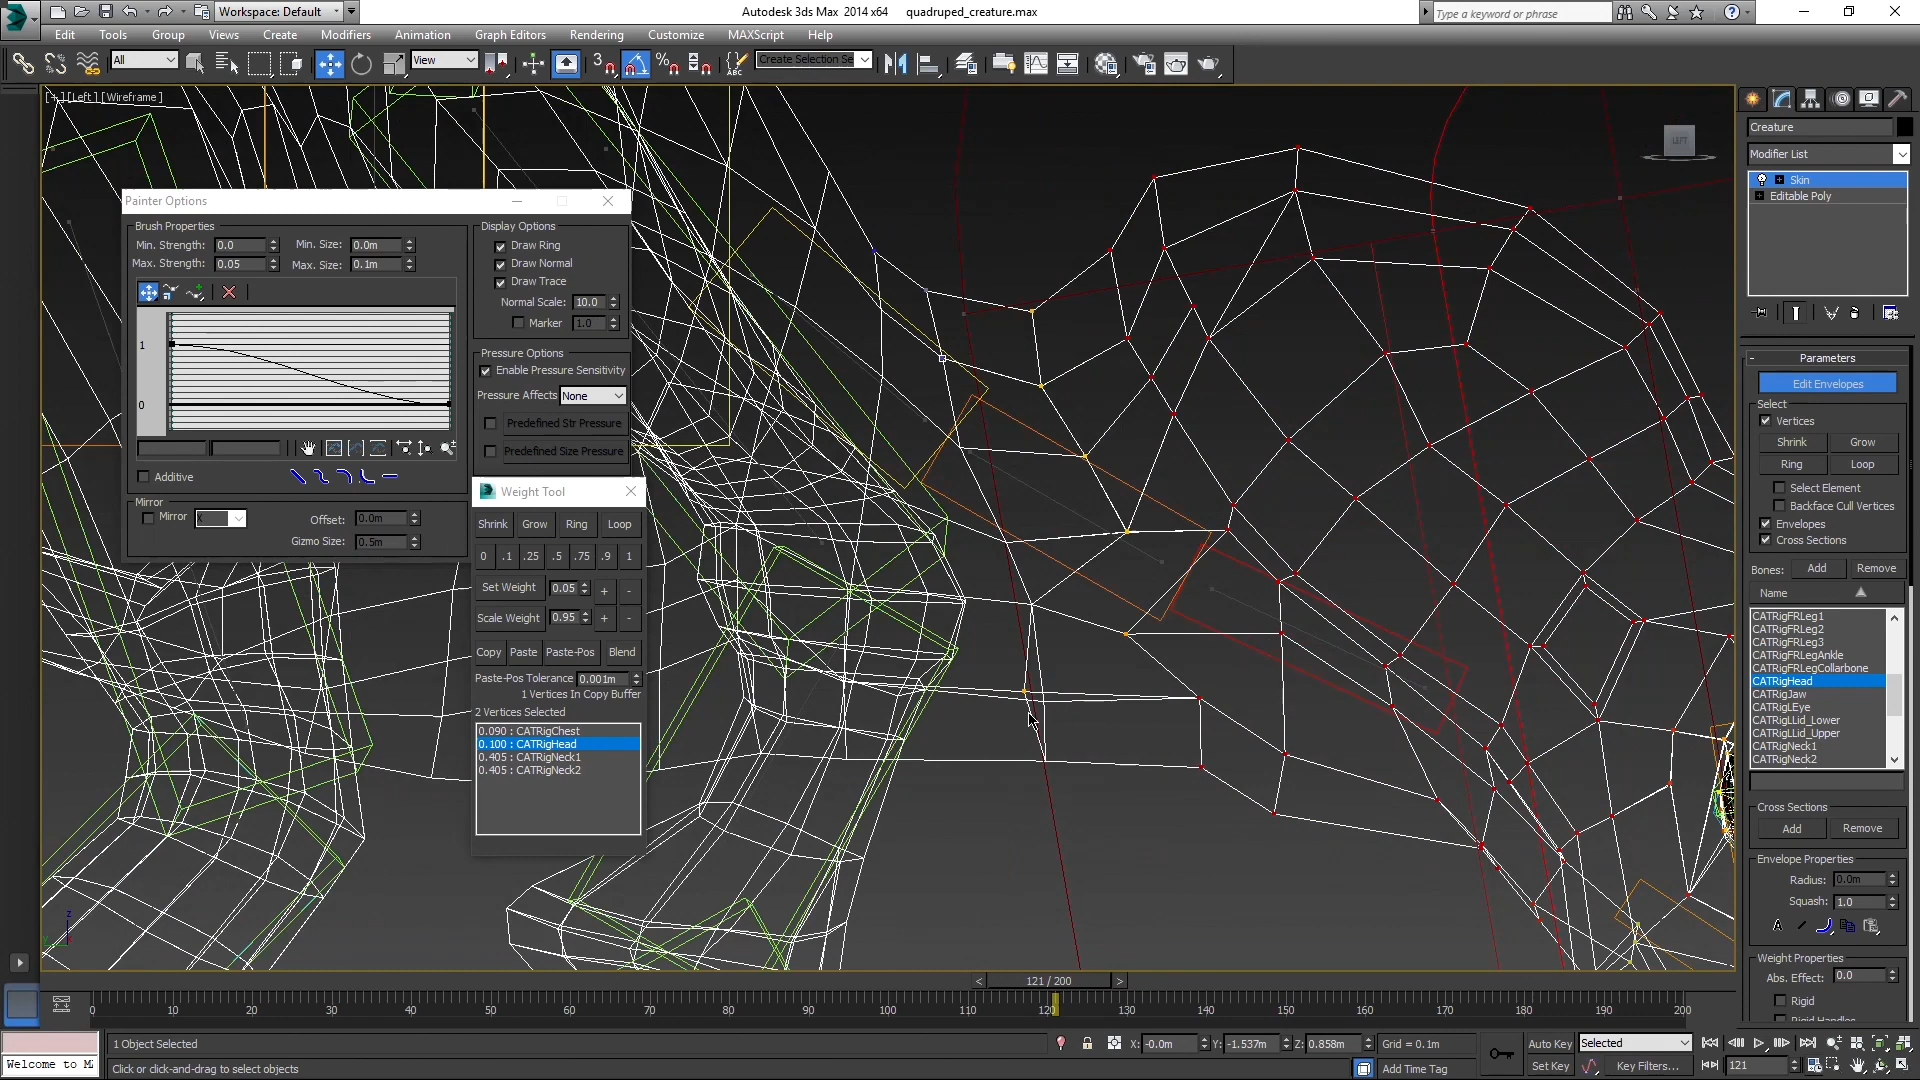 Workspace: Default
Autodesk 3ds Max 2014 x64 quadruped_creature.max
Type a keyword or phrase
Edit Tools Group Views Create Modifiers Animation Graph Editors Rendering Customize MAXScript Help
All View Create Selection Se
[+][Left][Wireframe]
LEFT
Painter Options
Brush Properties
Min. Strength: 0.0 Min. Size: 0.0m
Max. Strength: 0.05 Max. Size: 0.1m
1
0
Additive
Mirror
Mirror X Offset: 0.0m
Gizmo Size: 0.5m
Display Options
Draw Ring
Draw Normal
Draw Trace
Normal Scale: 10.0
Marker 1.0
Pressure Options
Enable Pressure Sensitivity
Pressure Affects None
Predefined Str Pressure
Predefined Size Pressure
Weight Tool
Shrink Grow Ring Loop
0 .1 .25 .5 .75 .9 1
Set Weight 0.05 + -
Scale Weight 0.95 + -
Copy Paste Paste-Pos Blend
Paste-Pos Tolerance 0.001m
1 Vertices In Copy Buffer
2 Vertices Selected
0.090 : CATRigChest
0.100 : CATRigHead
0.405 : CATRigNeck1
0.405 : CATRigNeck2
Creature
Modifier List
Skin
Editable Poly
Parameters
Edit Envelopes
Select
Vertices
Shrink Grow
Ring Loop
Select Element
Backface Cull Vertices
Envelopes
Cross Sections
Bones: Add Remove
Name
CATRigFRLeg1
CATRigFRLeg2
CATRigFRLeg3
CATRigFRLegAnkle
CATRigFRLegCollarbone
CATRigHead
CATRigJaw
CATRigLEye
CATRigLLid_Lower
CATRigLLid_Upper
CATRigNeck1
CATRigNeck2
Cross Sections
Add Remove
Envelope Properties
Radius: 0.0m
Squash: 1.0
Weight Properties
Abs. Effect: 0.0
Rigid
Rigid Handles
z
y
< 121 / 200 >
0 10 20 30 40 50 60 70 80 90 100 110 120 130 140 150 160 170 180 190 200
1 Object Selected X: -0.0m Y: -1.537m Z: 0.858m Grid = 0.1m Auto Key Selected
Welcome to M Click or click-and-drag to select objects Add Time Tag Set Key Key Filters... 121